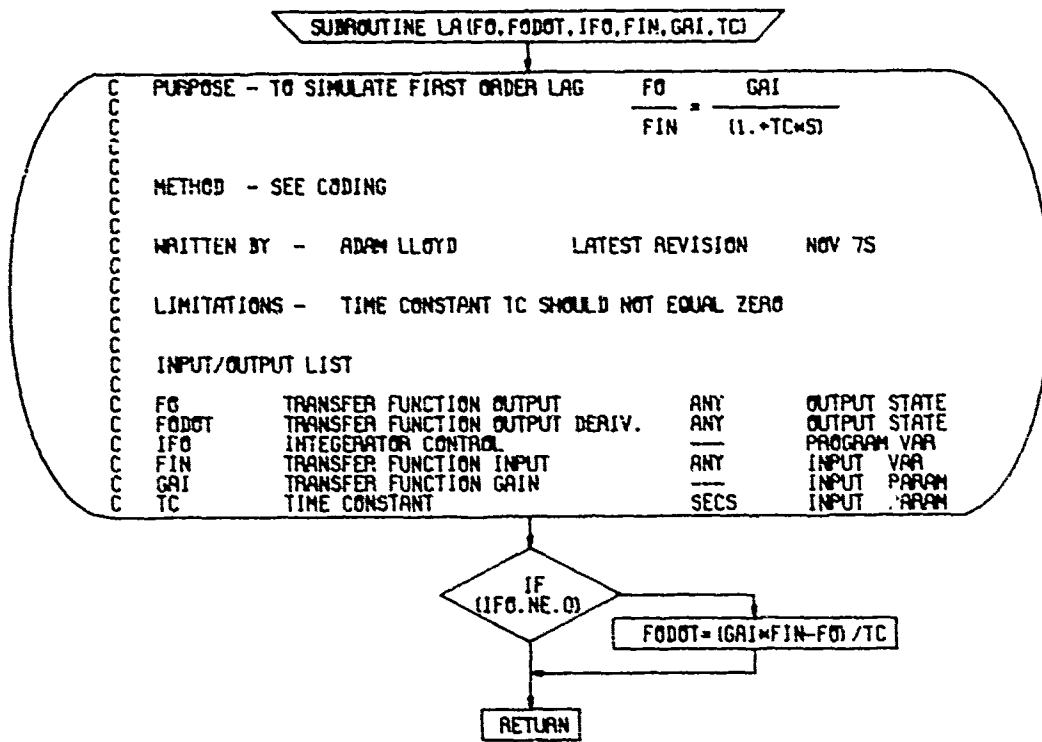 SUBROUTINE LA(FO,FODOT,IFO,FIN,GAI,TC)
C PURPOSE - TO SIMULATE FIRST ORDER LAG FO GAI
C = 
C FIN (1.+TC*S)
C
C
C
C METHOD - SEE CODING
C
C
C WRITTEN BY - ADAM LLOYD LATEST REVISION NOV 75
C
C
C LIMITATIONS - TIME CONSTANT TC SHOULD NOT EQUAL ZERO
C
C
C INPUT/OUTPUT LIST
C
C FO TRANSFER FUNCTION OUTPUT ANY OUTPUT STATE
C FODOT TRANSFER FUNCTION OUTPUT DERIV. ANY OUTPUT STATE
C IFO INTEGERATOR CONTROL --- PROGRAM VAR
C FIN TRANSFER FUNCTION INPUT ANY INPUT VAR
C GAI TRANSFER FUNCTION GAIN --- INPUT PARAM
C TC TIME CONSTANT SECS INPUT
IF
(IFO.NE.0)
FODOT=(GAI*FIN-FO)/TC
RETURN